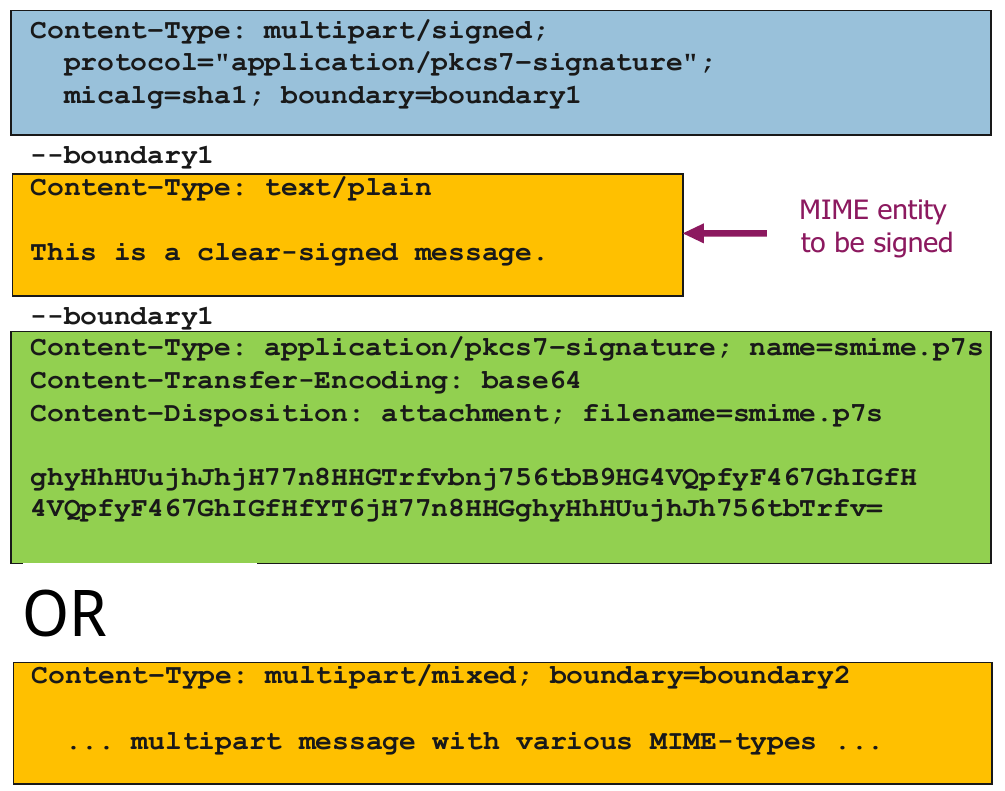 Content-Type: multipart/signed;
protocol="application/pkcs7-signature";
micalg=sha1; boundary=boundary1
--boundary1
Content-Type: text/plain
This is a clear-signed message.
MIME entity
to be signed
--boundary1
Content-Type: application/pkcs7-signature; name=smime.p7s
Content-Transfer-Encoding: base64
Content-Disposition: attachment; filename=smime.p7s
ghyHhHUujhJhjH77n8HHGTrfvbnj756tbB9HG4VQpfyF467GhIGfH
4VQpfyF467GhIGfHfYT6jH77n8HHGghyHhHUujhJh756tbTrfv=
OR
Content-Type: multipart/mixed; boundary=boundary2
... multipart message with various MIME-types ...